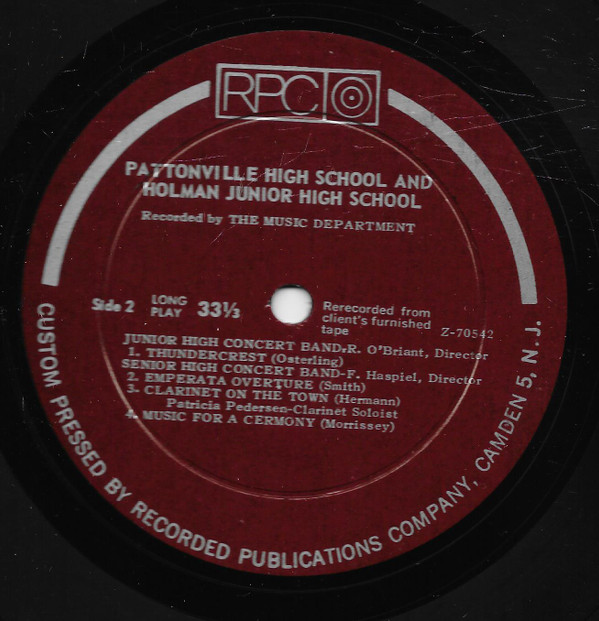 RPC
PATTONVILLE HIGH SCHOOL AND
HOLMAN JUNIOR HIGH SCHOOL
Recorded by THE MUSIC DEPARTMENT
Side 2 LONG PLAY 33⅓
Rerecorded from
client's furnished
tape Z-70542
JUNIOR HIGH CONCERT BAND-R. O'Briant, Director
1. THUNDERCREST (Osterling)
SENIOR HIGH CONCERT BAND-F. Haspiel, Director
2. EMPERATA OVERTURE (Smith)
3. CLARINET ON THE TOWN (Hermann)
Patricia Pedersen-Clarinet Soloist
4. MUSIC FOR A CERMONY (Morrissey)
CUSTOM PRESSED BY RECORDED PUBLICATIONS COMPANY, CAMDEN 5, N. J.